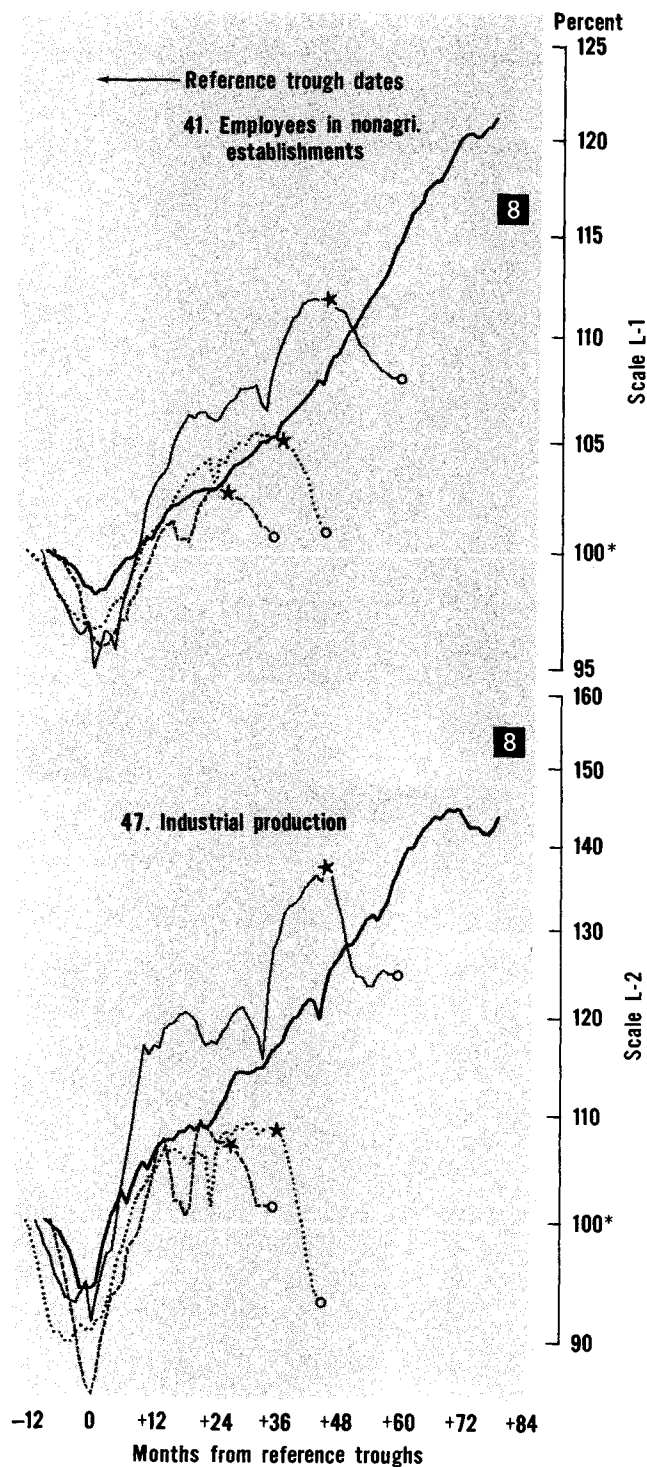 Percent
125
Reference trough dates
41. Employees in nonagri.
establishments
120
8
115
110
Scale L-1
105
100*
95
160
8
150
47. Industrial production
140
130
120
Scale L-2
110
100*
90
−12 0 +12 +24 +36 +48 +60 +72 +84
Months from reference troughs